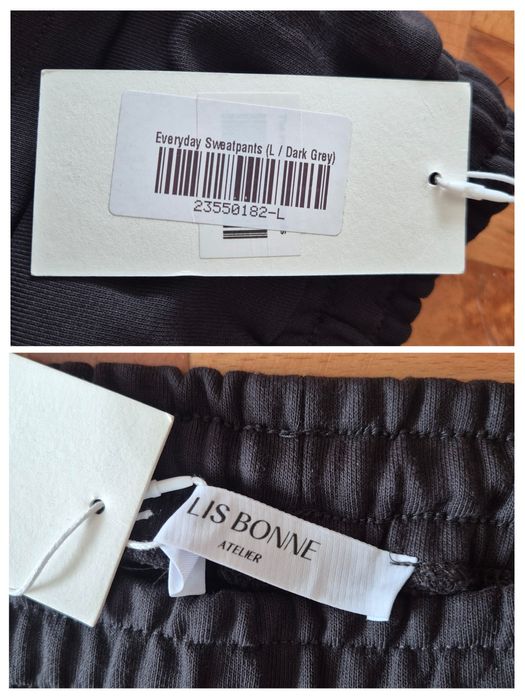 Everyday Sweatpants (L / Dark Grey)
23550182-L
LIS BONNE
ATELIER